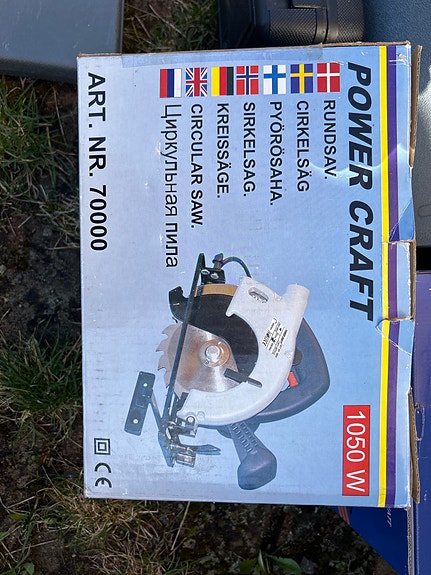 POWER CRAFT
RUNDSAV.
CIRKELSÄG
PYÖRÖSAHA.
SIRKELSAG.
KREISSÄGE.
CIRCULAR SAW.
Циркульная пила
1050 W
ART. NR. 70000
CE